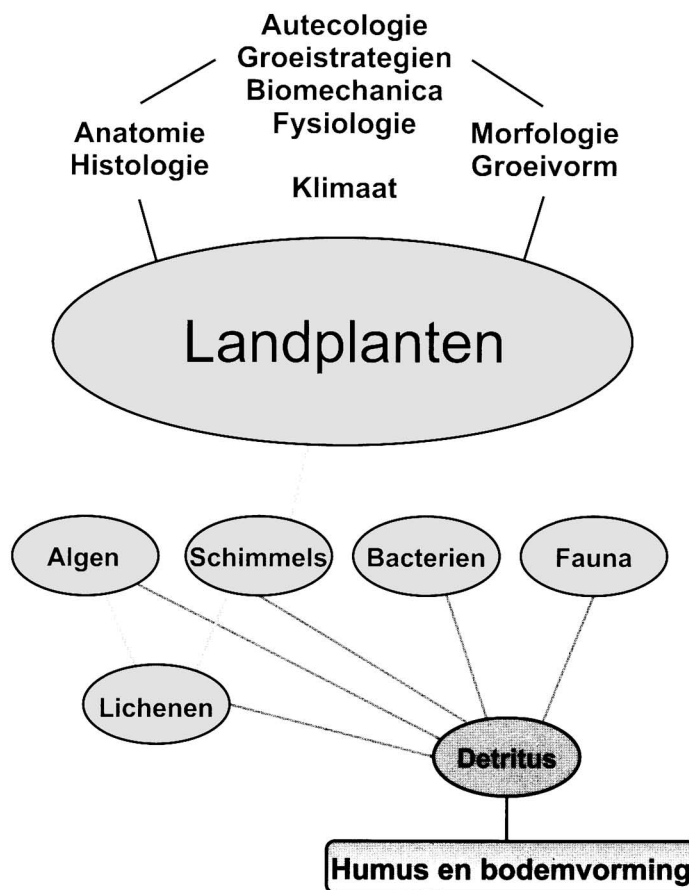 Autecologie
Groeistrategien
Biomechanica
Fysiologie
Anatomie
Histologie
Morfologie
Groeivorm
Klimaat
Landplanten
Algen
Schimmels
Bacterien
Fauna
Lichenen
Detritus
Humus en bodemvorming